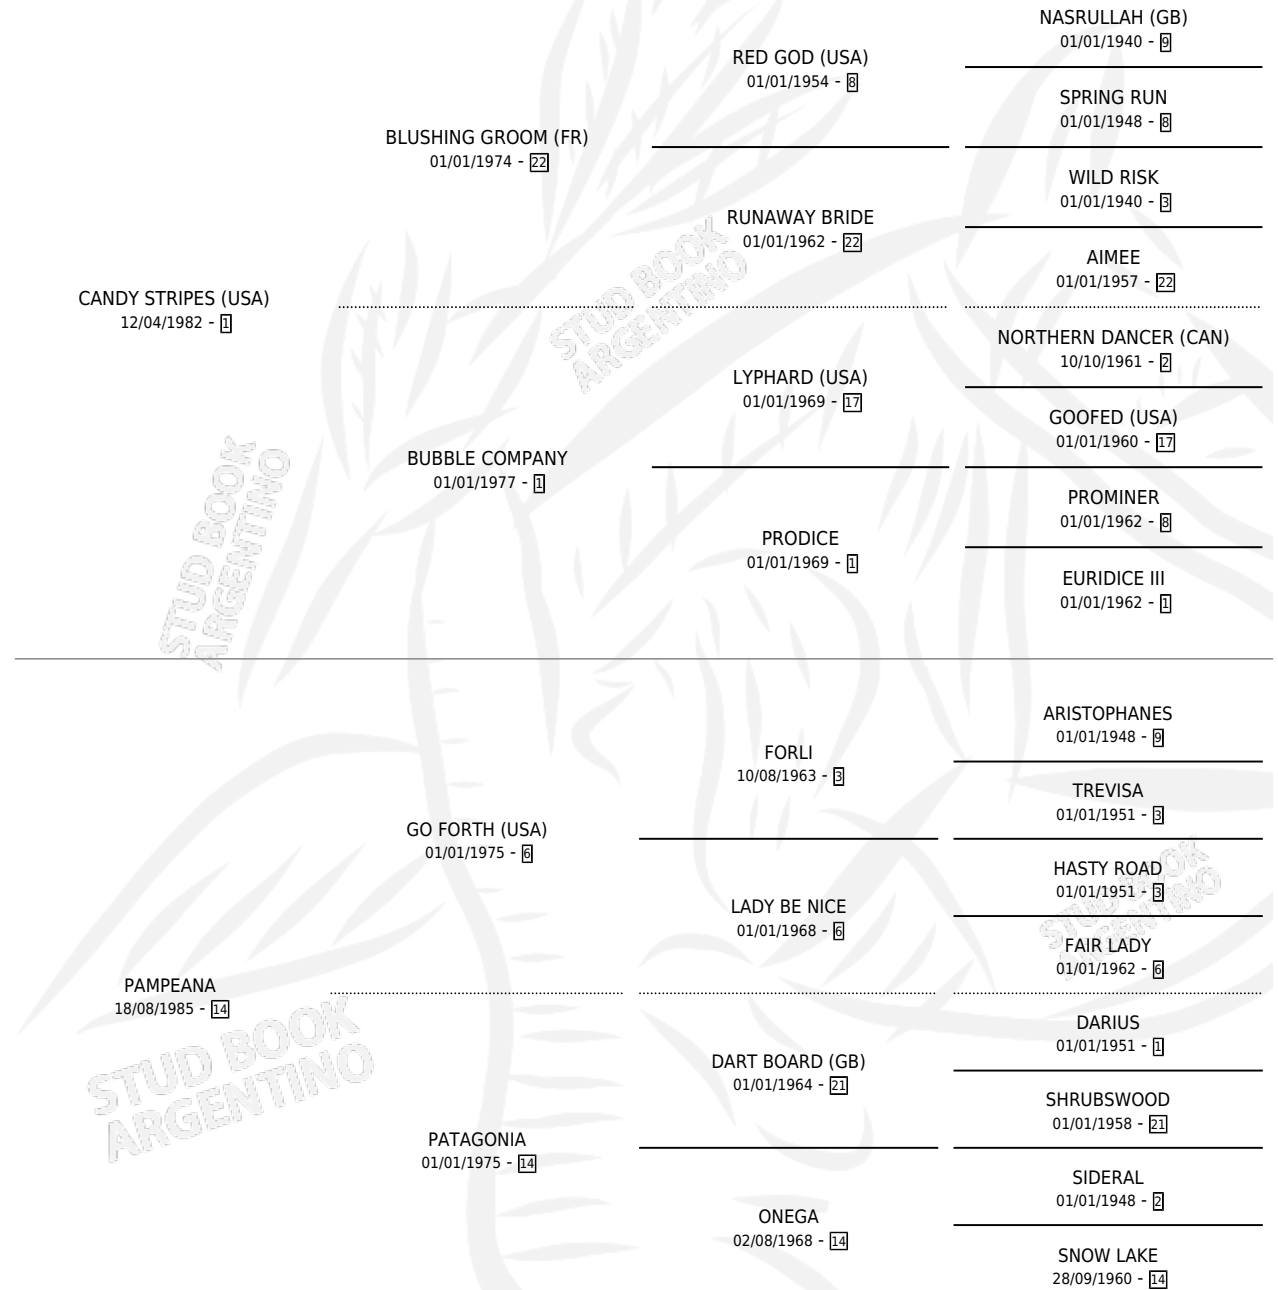 NASRULLAH (GB)
01/01/1940 - 9
RED GOD (USA)
01/01/1954 - 8
SPRING RUN
01/01/1948 - 8
BLUSHING GROOM (FR)
01/01/1974 - 22
WILD RISK
01/01/1940 - 3
RUNAWAY BRIDE
01/01/1962 - 22
AIMEE
01/01/1957 - 22
CANDY STRIPES (USA)
12/04/1982 - 1
NORTHERN DANCER (CAN)
10/10/1961 - 2
LYPHARD (USA)
01/01/1969 - 17
GOOFED (USA)
01/01/1960 - 17
BUBBLE COMPANY
01/01/1977 - 1
PROMINER
01/01/1962 - 8
PRODICE
01/01/1969 - 1
EURIDICE III
01/01/1962 - 1
STUD BOOK
ARGENTINO
STUD BOOK
ARGENTINO
ARISTOPHANES
01/01/1948 - 9
FORLI
10/08/1963 - 3
TREVISA
01/01/1951 - 3
GO FORTH (USA)
01/01/1975 - 6
HASTY ROAD
01/01/1951 - 3
LADY BE NICE
01/01/1968 - 6
FAIR LADY
01/01/1962 - 6
STUD BOOK
ARGENTINO
PAMPEANA
18/08/1985 - 14
DARIUS
01/01/1951 - 1
DART BOARD (GB)
01/01/1964 - 21
SHRUBSWOOD
01/01/1958 - 21
STUD BOOK
ARGENTINO
PATAGONIA
01/01/1975 - 14
SIDERAL
01/01/1948 - 2
ONEGA
02/08/1968 - 14
SNOW LAKE
28/09/1960 - 14